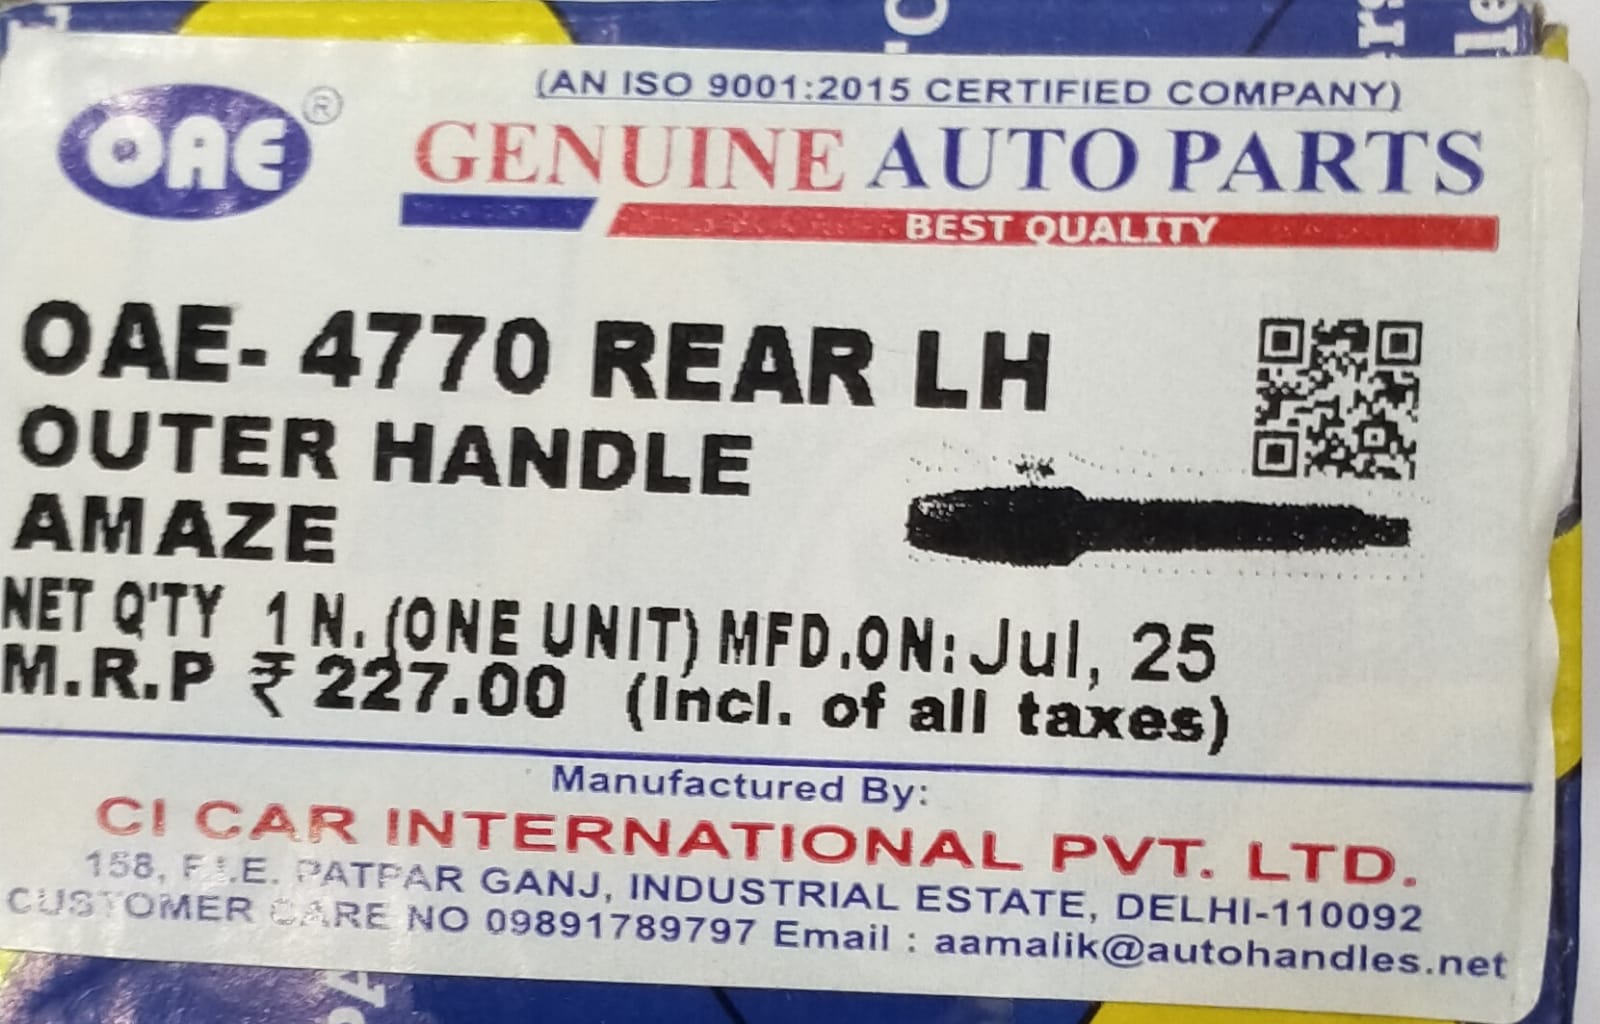 (AN ISO 9001:2015 CERTIFIED COMPANY)
OAE®
GENUINE AUTO PARTS
BEST QUALITY
OAE- 4770 REAR LH
OUTER HANDLE
AMAZE
NET Q'TY 1 N. (ONE UNIT) MFD.ON: Jul, 25
M.R.P ₹ 227.00 (Incl. of all taxes)
Manufactured By:
CI CAR INTERNATIONAL PVT. LTD.
158, F.I.E. PATPAR GANJ, INDUSTRIAL ESTATE, DELHI-110092
CUSTOMER CARE NO 09891789797 Email : aamalik@autohandles.net